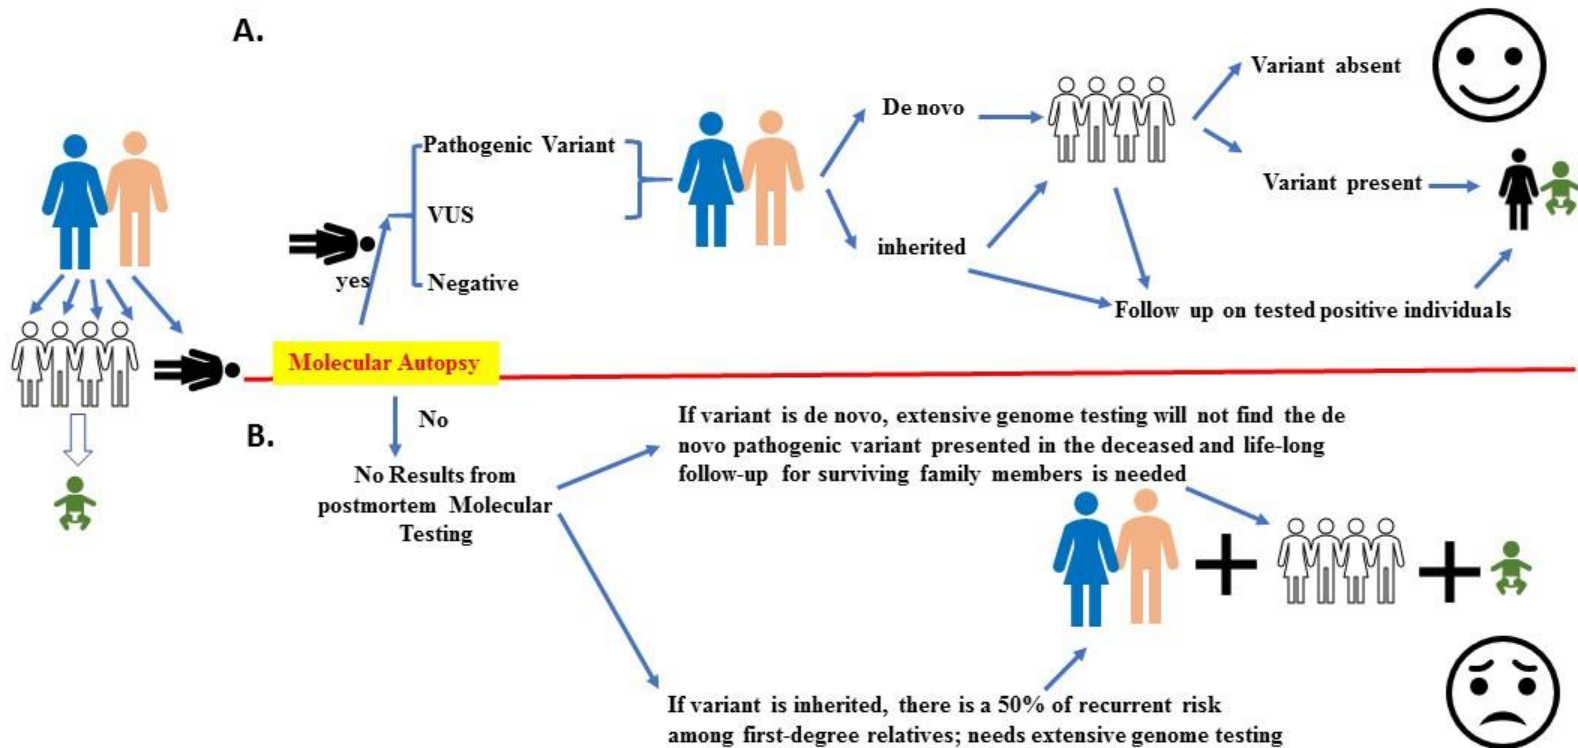 A.
Variant absent
De novo
Pathogenic Variant
Variant present
VUS
inherited
yes
Negative
Follow up on tested positive individuals
Molecular Autopsy
No
B.
If variant is de novo, extensive genome testing will not find the de
novo pathogenic variant presented in the deceased and life-long
follow-up for surviving family members is needed
No Results from
postmortem Molecular
Testing
If variant is inherited, there is a 50% of recurrent risk
among first-degree relatives; needs extensive genome testing